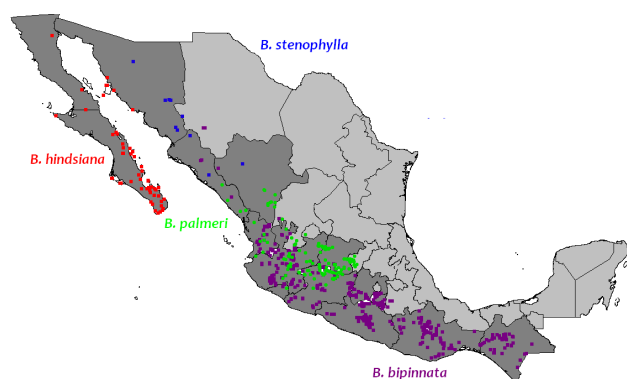 B. stenophylla
B. hindsiana
B. palmeri
B. bipinnata